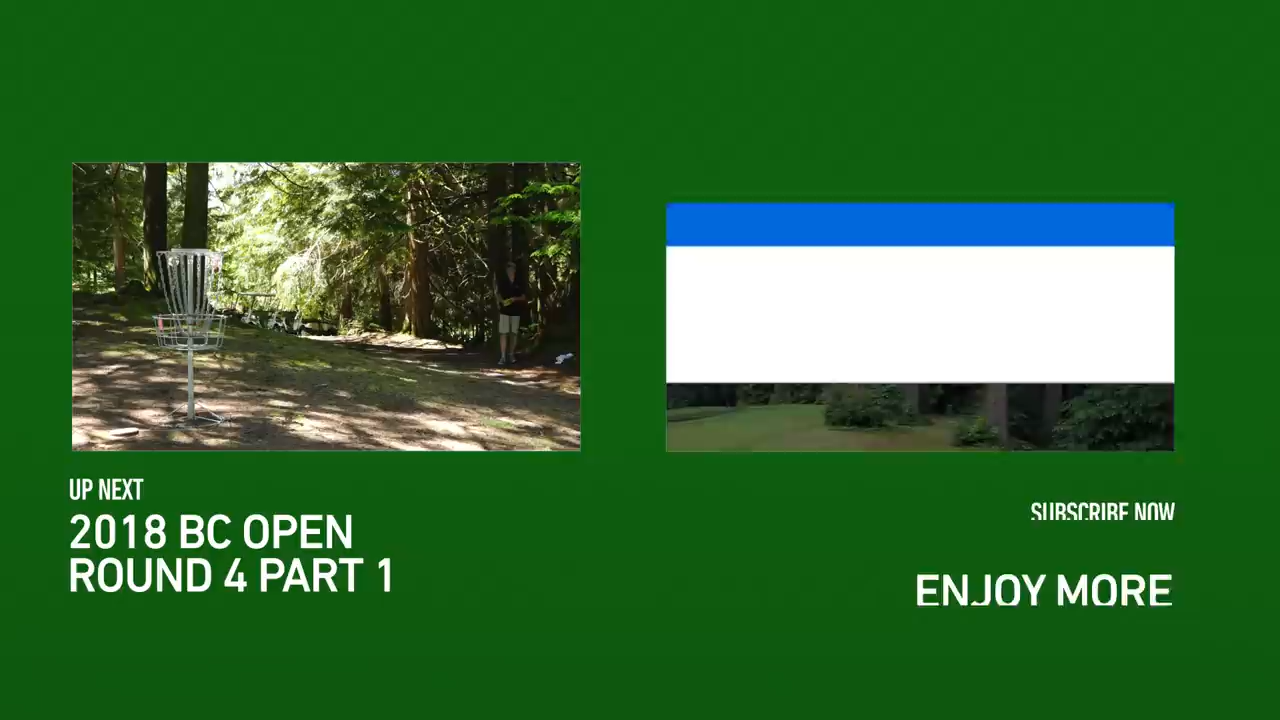 UP NEXT
2018 BC OPEN
ROUND 4 PART 1
SUBSCRIBE NOW
ENJOY MORE